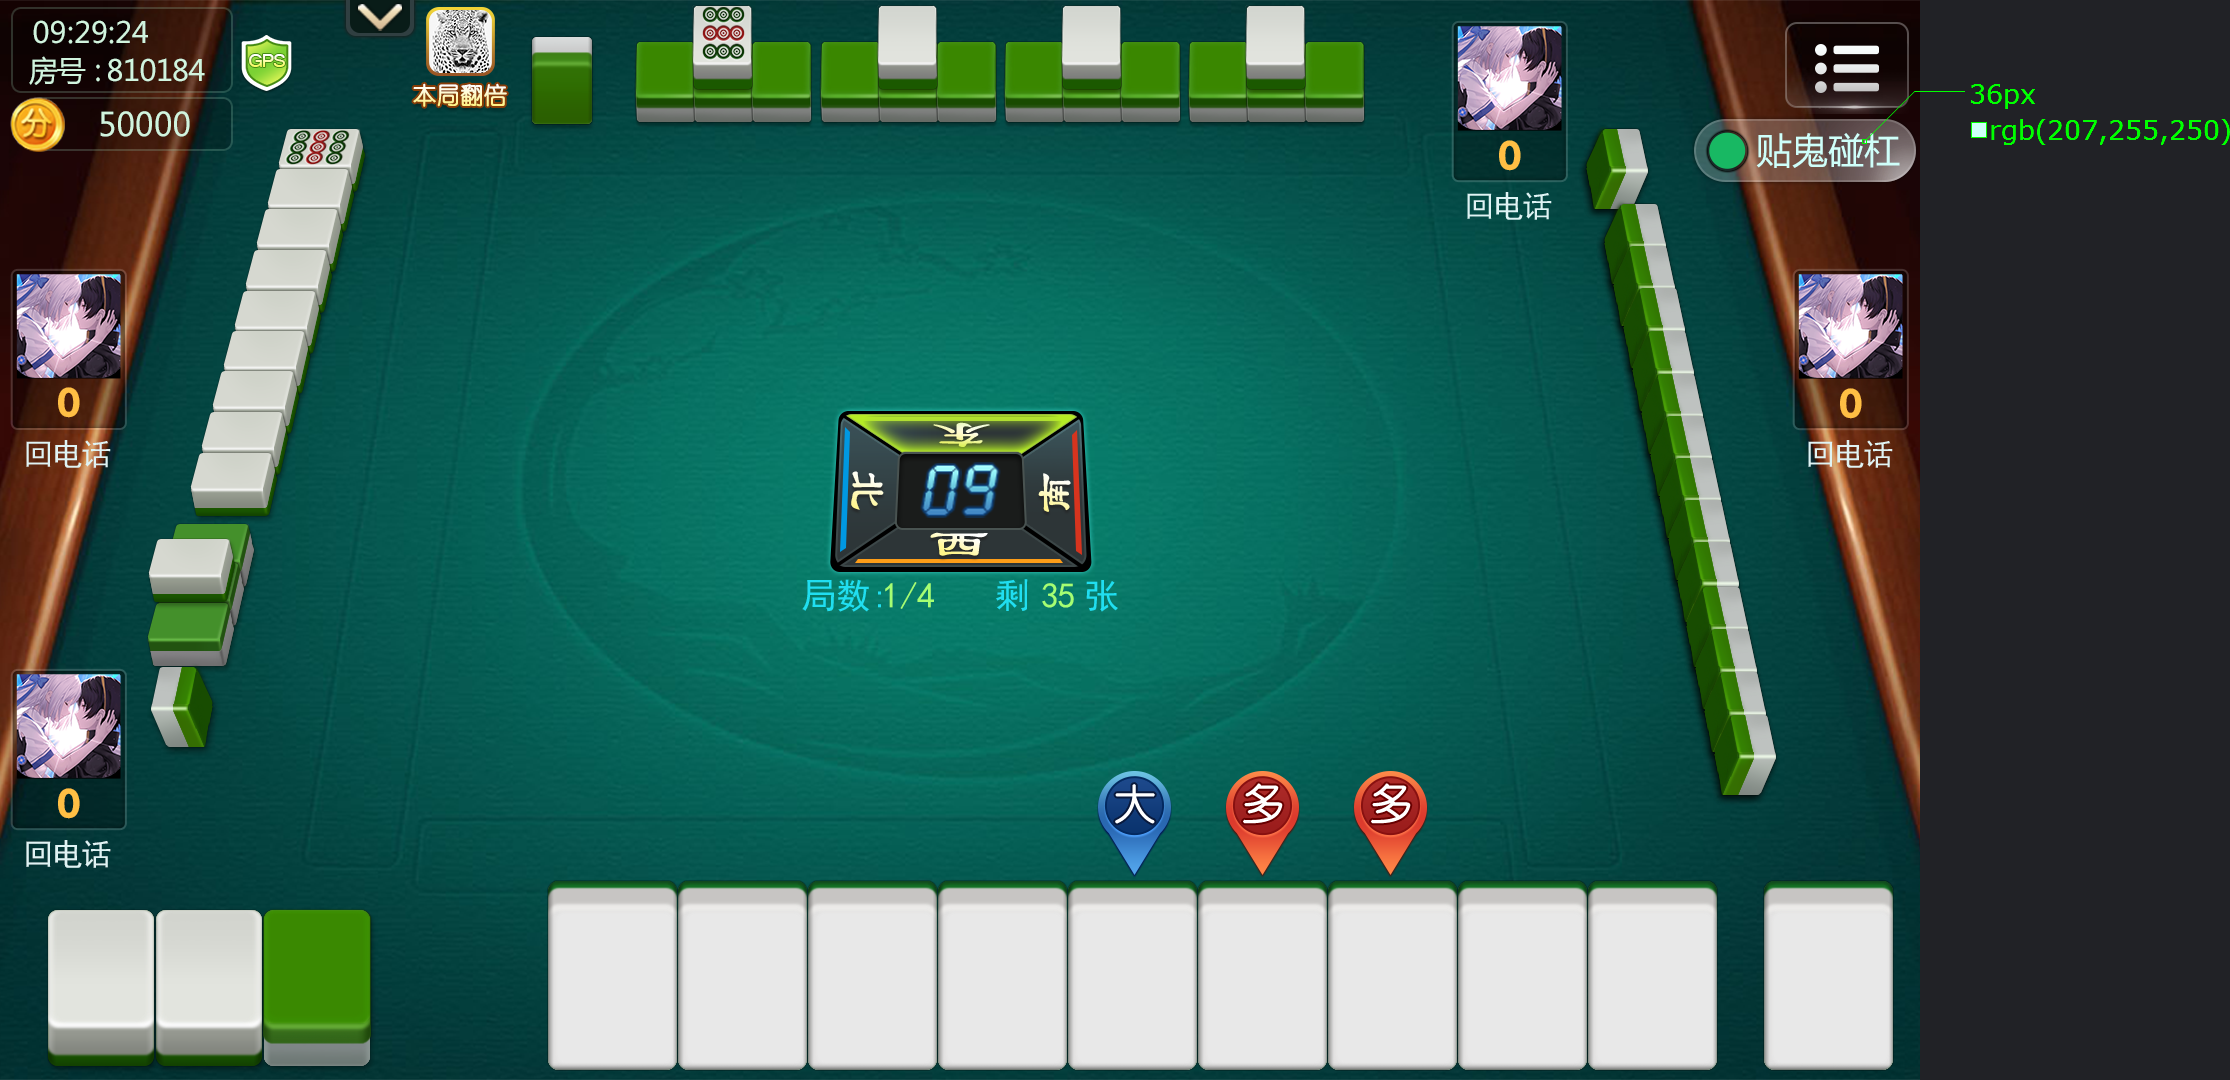 09:29:24
房号:810184
GPS
分 50000
本局翻倍
0
回电话
贴鬼碰杠
36px
rgb(207,255,250)
0
回电话
0
回电话
东
北
09
南
西
局数:1/4
剩 35 张
0
回电话
大
多
多